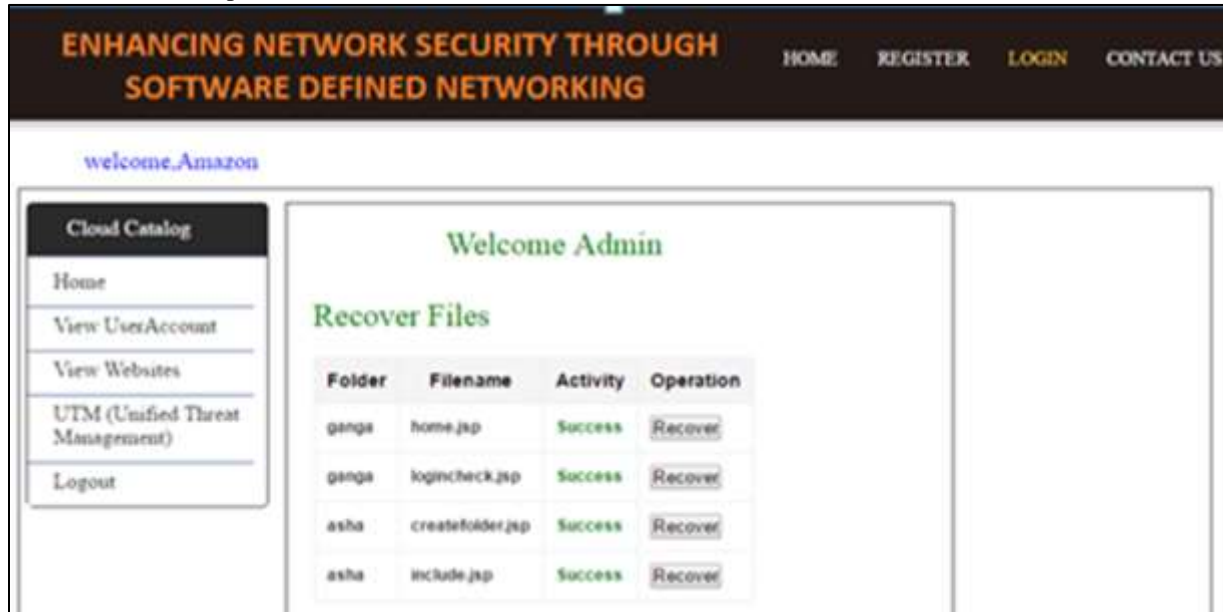 ENHANCING NETWORK SECURITY THROUGH
SOFTWARE DEFINED NETWORKING
HOME REGISTER LOGIN CONTACT US
welcome,Amazon
Cloud Catalog
Home
View UserAccount
View Websites
UTM (Unified Threat
Management)
Logout
Welcome Admin
Recover Files
Folder Filename Activity Operation
ganga home.jsp Success Recover
ganga logincheck.jsp Success Recover
asha createfolder.jsp Success Recover
asha include.jsp Success Recover